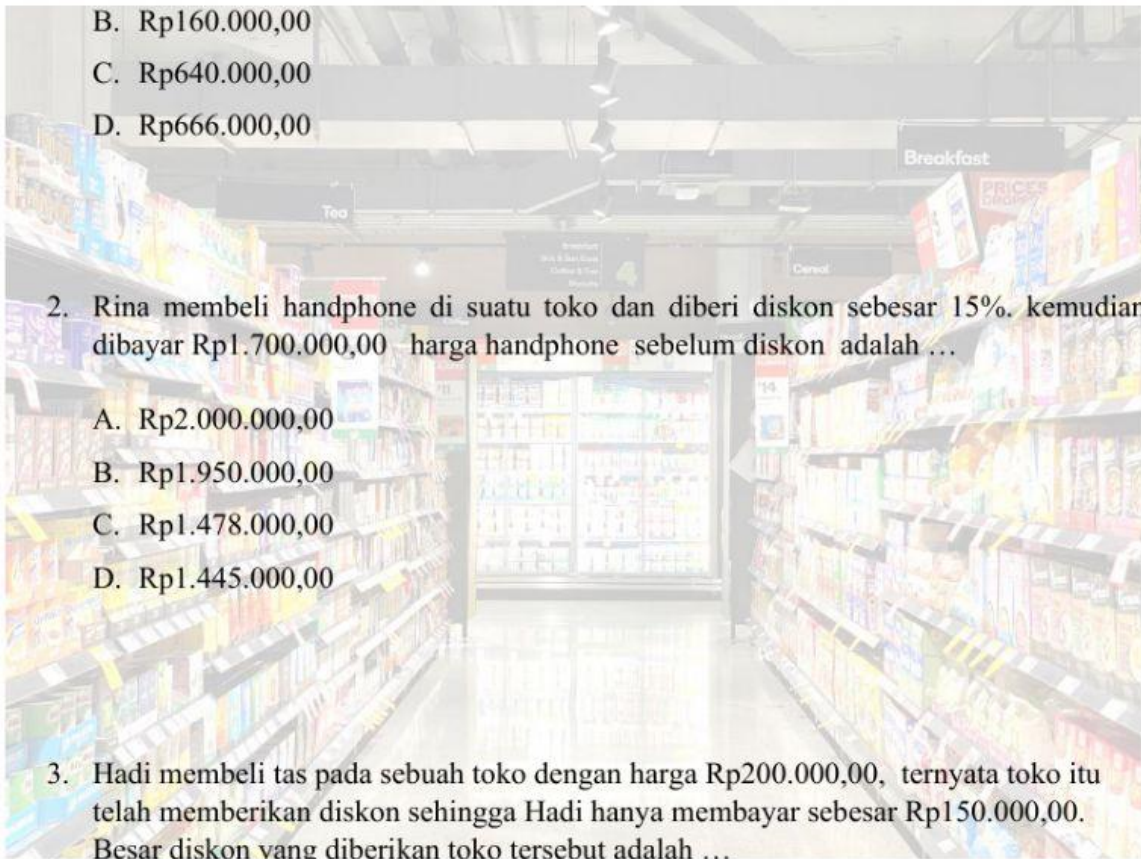 B. Rp160.000,00
C. Rp640.000,00
D. Rp666.000,00
Breakfast
PRICES
DROPPED
Tea
Cereal
2. Rina membeli handphone di suatu toko dan diberi diskon sebesar 15%. kemudian
dibayar Rp1.700.000,00 harga handphone sebelum diskon adalah …
A. Rp2.000.000,00
B. Rp1.950.000,00
C. Rp1.478.000,00
D. Rp1.445.000,00
3. Hadi membeli tas pada sebuah toko dengan harga Rp200.000,00, ternyata toko itu
telah memberikan diskon sehingga Hadi hanya membayar sebesar Rp150.000,00.
Besar diskon yang diberikan toko tersebut adalah …